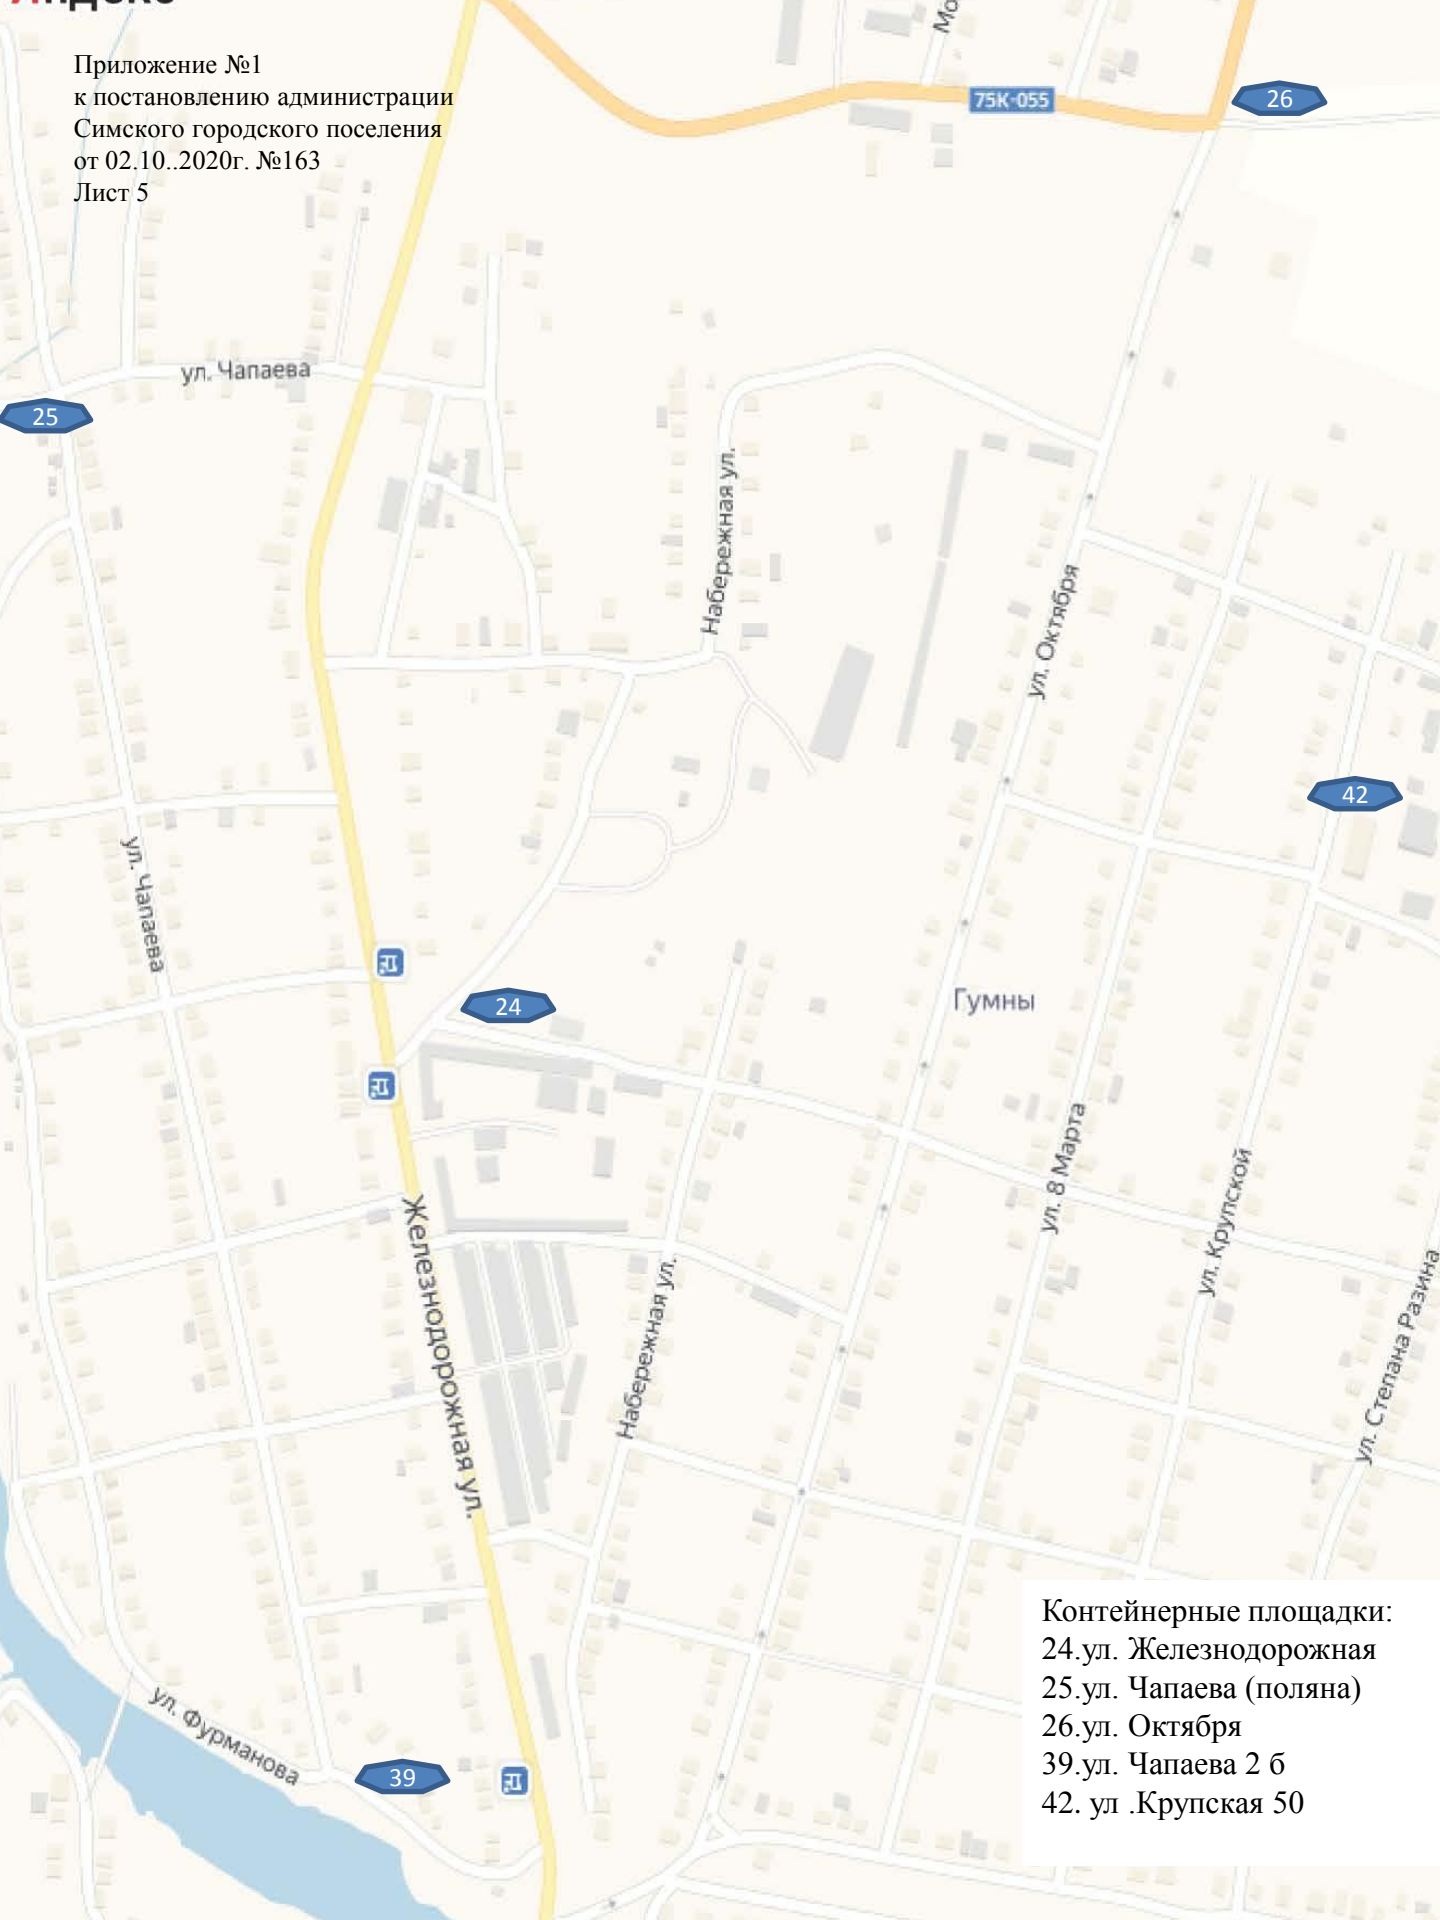 Приложение №1
к постановлению администрации
Симского городского поселения
от 02.10..2020г. №163
Лист 5
75К-055
26
ул. Чапаева
25
Набережная ул.
ул. Октября
42
ул. Чапаева
24
Гумны
ул. 8 Марта
ул. Крупской
Железнодорожная ул.
Набережная ул.
ул. Степана Разина
ул. Фурманова
39
Контейнерные площадки:
24.ул. Железнодорожная
25.ул. Чапаева (поляна)
26.ул. Октября
39.ул. Чапаева 2 б
42. ул .Крупская 50